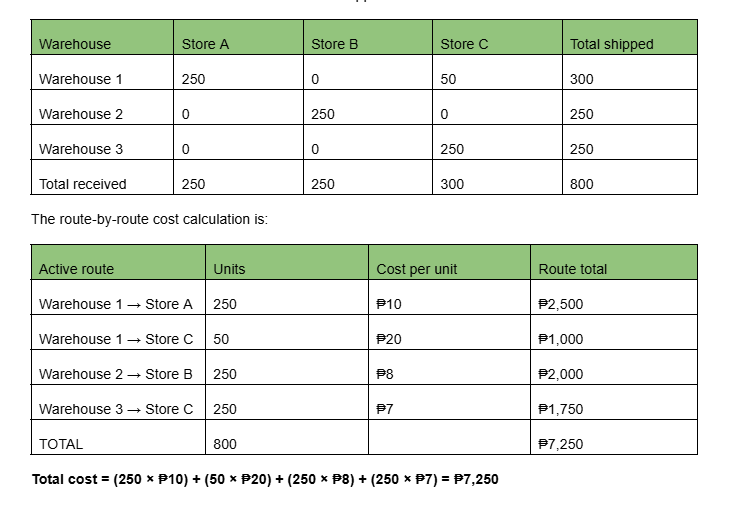 Warehouse Store A Store B Store C Total shipped
Warehouse 1 250 0 50 300
Warehouse 2 0 250 0 250
Warehouse 3 0 0 250 250
Total received 250 250 300 800
The route-by-route cost calculation is:
Active route Units Cost per unit Route total
Warehouse 1 → Store A 250 ₱10 ₱2,500
Warehouse 1 → Store C 50 ₱20 ₱1,000
Warehouse 2 → Store B 250 ₱8 ₱2,000
Warehouse 3 → Store C 250 ₱7 ₱1,750
TOTAL 800 ₱7,250
Total cost = (250 × ₱10) + (50 × ₱20) + (250 × ₱8) + (250 × ₱7) = ₱7,250